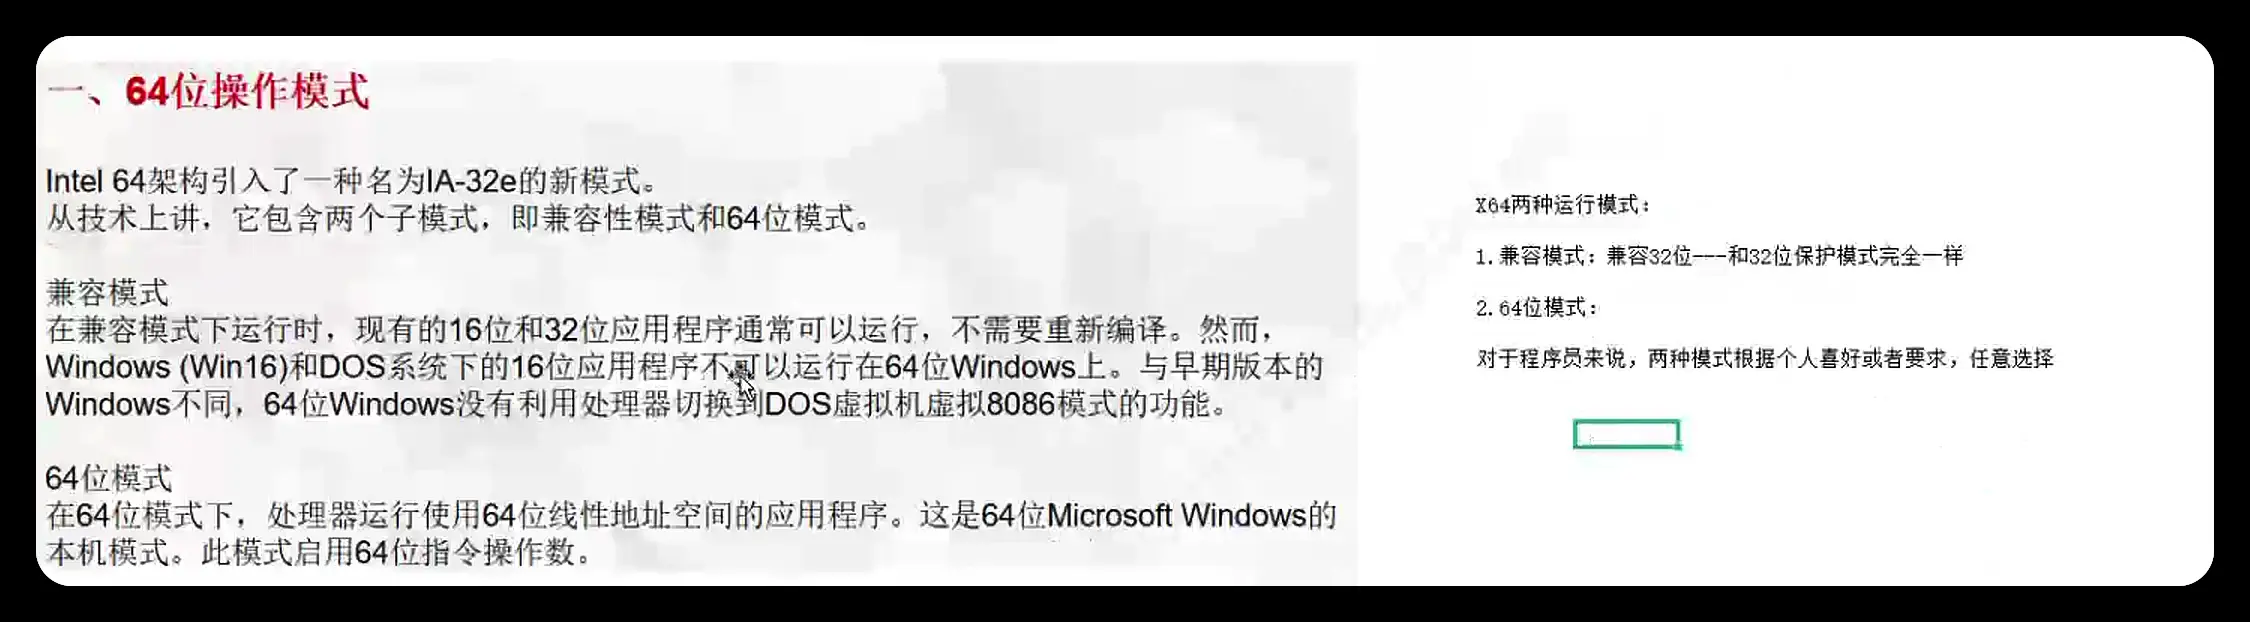 一、64位操作模式
Intel 64架构引入了一种名为IA-32e的新模式。
从技术上讲，它包含两个子模式，即兼容性模式和64位模式。
兼容模式
在兼容模式下运行时，现有的16位和32位应用程序通常可以运行，不需要重新编译。然而，
Windows (Win16)和DOS系统下的16位应用程序不可以运行在64位Windows上。与早期版本的
Windows不同，64位Windows没有利用处理器切换到DOS虚拟机虚拟8086模式的功能。
64位模式
在64位模式下，处理器运行使用64位线性地址空间的应用程序。这是64位Microsoft Windows的
本机模式。此模式启用64位指令操作数。
X64两种运行模式：
1.兼容模式：兼容32位---和32位保护模式完全一样
2.64位模式：
对于程序员来说，两种模式根据个人喜好或者要求，任意选择